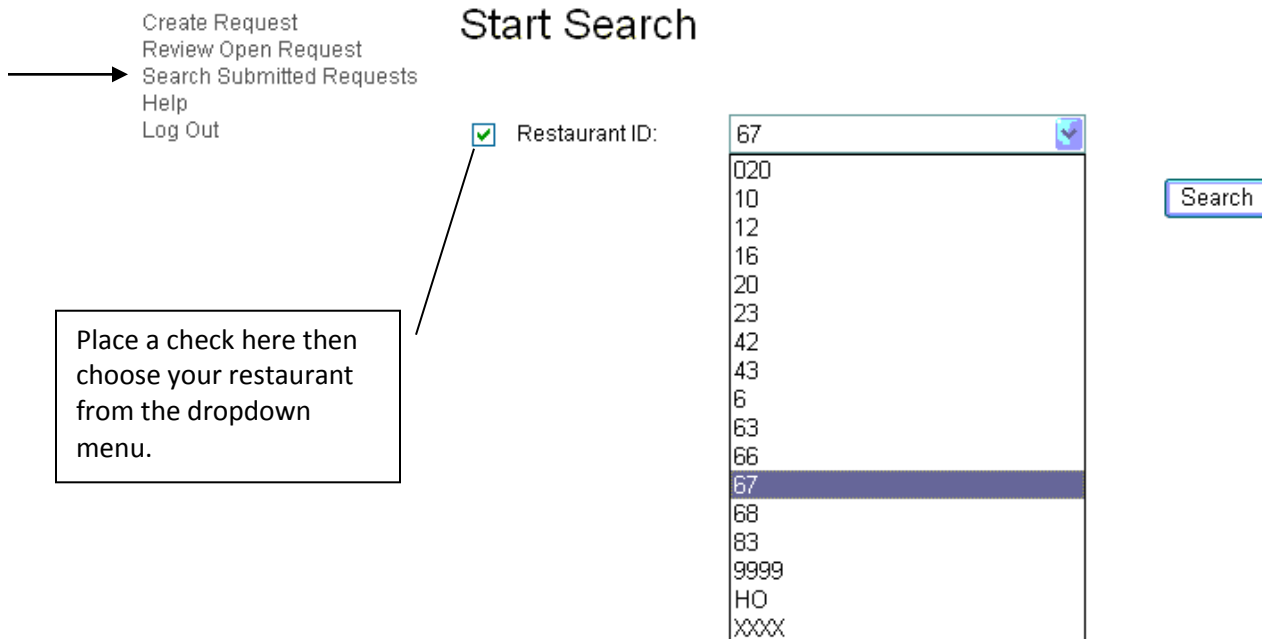 Create Request
Review Open Request
Search Submitted Requests
Help
Log Out
Start Search
Restaurant ID:
67
020
10
12
16
20
23
42
43
6
63
66
67
68
83
9999
HO
XXXX
Search
Place a check here then
choose your restaurant
from the dropdown
menu.